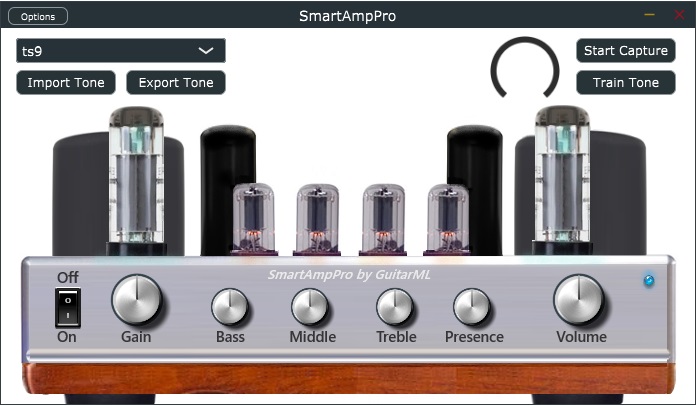 Options
SmartAmpPro
ts9
Start Capture
Import Tone
Export Tone
Train Tone
SmartAmpPro by GuitarML
Off
O
I
On
Gain
Bass
Middle
Treble
Presence
Volume